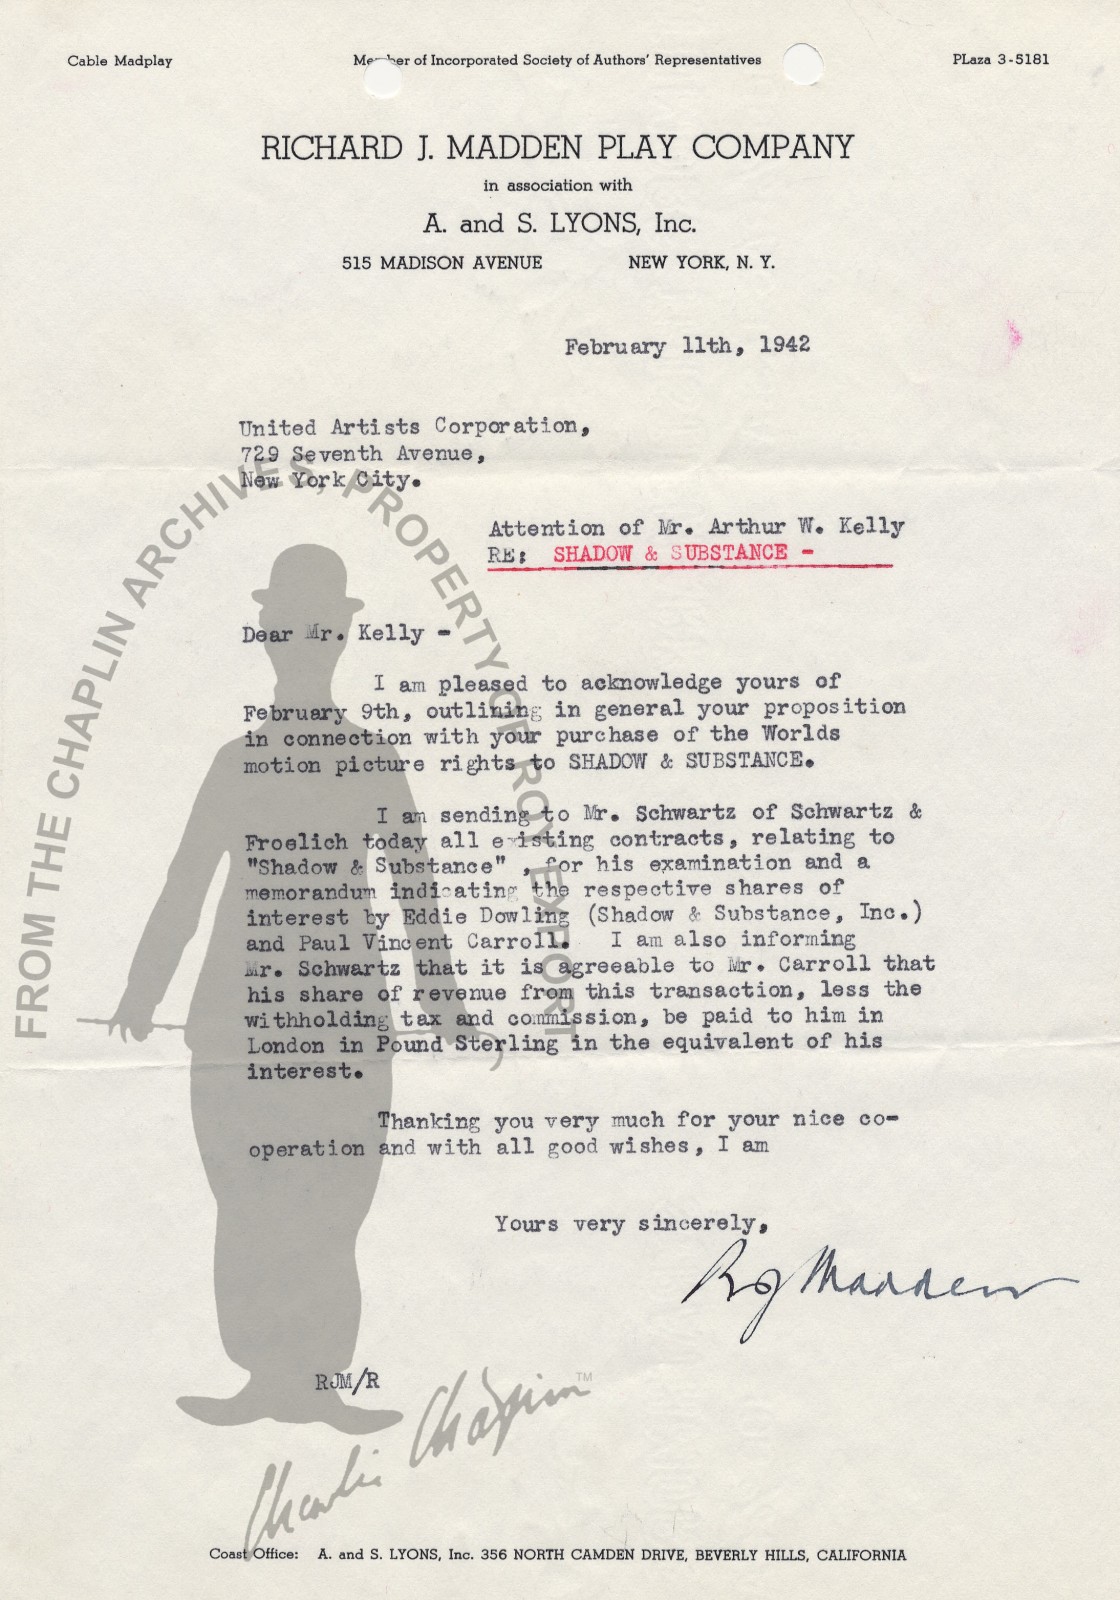 Cable Madplay
Member of Incorporated Society of Authors' Representatives
PLaza 3-5181
RICHARD J. MADDEN PLAY COMPANY
in association with
A. and S. LYONS, Inc.
515 MADISON AVENUE NEW YORK, N. Y.
February 11th, 1942
United Artists Corporation,
729 Seventh Avenue,
New York City.
Attention of Mr. Arthur W. Kelly
RE: SHADOW & SUBSTANCE -
Dear Mr. Kelly -
I am pleased to acknowledge yours of
February 9th, outlining in general your proposition
in connection with your purchase of the Worlds
motion picture rights to SHADOW & SUBSTANCE.
I am sending to Mr. Schwartz of Schwartz &
Froelich today all existing contracts, relating to
"Shadow & Substance" , for his examination and a
memorandum indicating the respective shares of
interest by Eddie Dowling (Shadow & Substance, Inc.)
and Paul Vincent Carroll. I am also informing
Mr. Schwartz that it is agreeable to Mr. Carroll that
his share of revenue from this transaction, less the
withholding tax and commission, be paid to him in
London in Pound Sterling in the equivalent of his
interest.
Thanking you very much for your nice co-
operation and with all good wishes, I am
Yours very sincerely,
RJ Madden
RJM/R
Coast Office: A. and S. LYONS, Inc. 356 NORTH CAMDEN DRIVE, BEVERLY HILLS, CALIFORNIA
FROM THE CHAPLIN ARCHIVES, PROPERTY OF ROY EXPORT
Charlie Chaplin TM